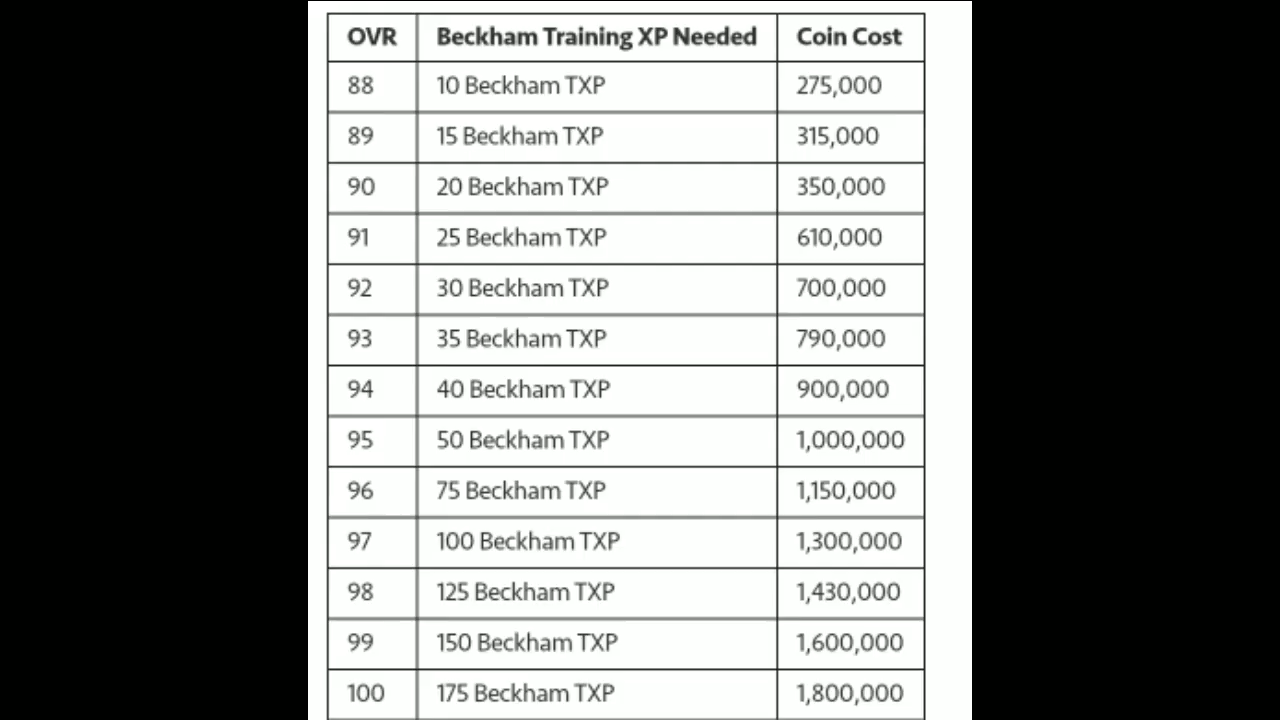 OVR Beckham Training XP Needed Coin Cost
88 10 Beckham TXP 275,000
89 15 Beckham TXP 315,000
90 20 Beckham TXP 350,000
91 25 Beckham TXP 610,000
92 30 Beckham TXP 700,000
93 35 Beckham TXP 790,000
94 40 Beckham TXP 900,000
95 50 Beckham TXP 1,000,000
96 75 Beckham TXP 1,150,000
97 100 Beckham TXP 1,300,000
98 125 Beckham TXP 1,430,000
99 150 Beckham TXP 1,600,000
100 175 Beckham TXP 1,800,000